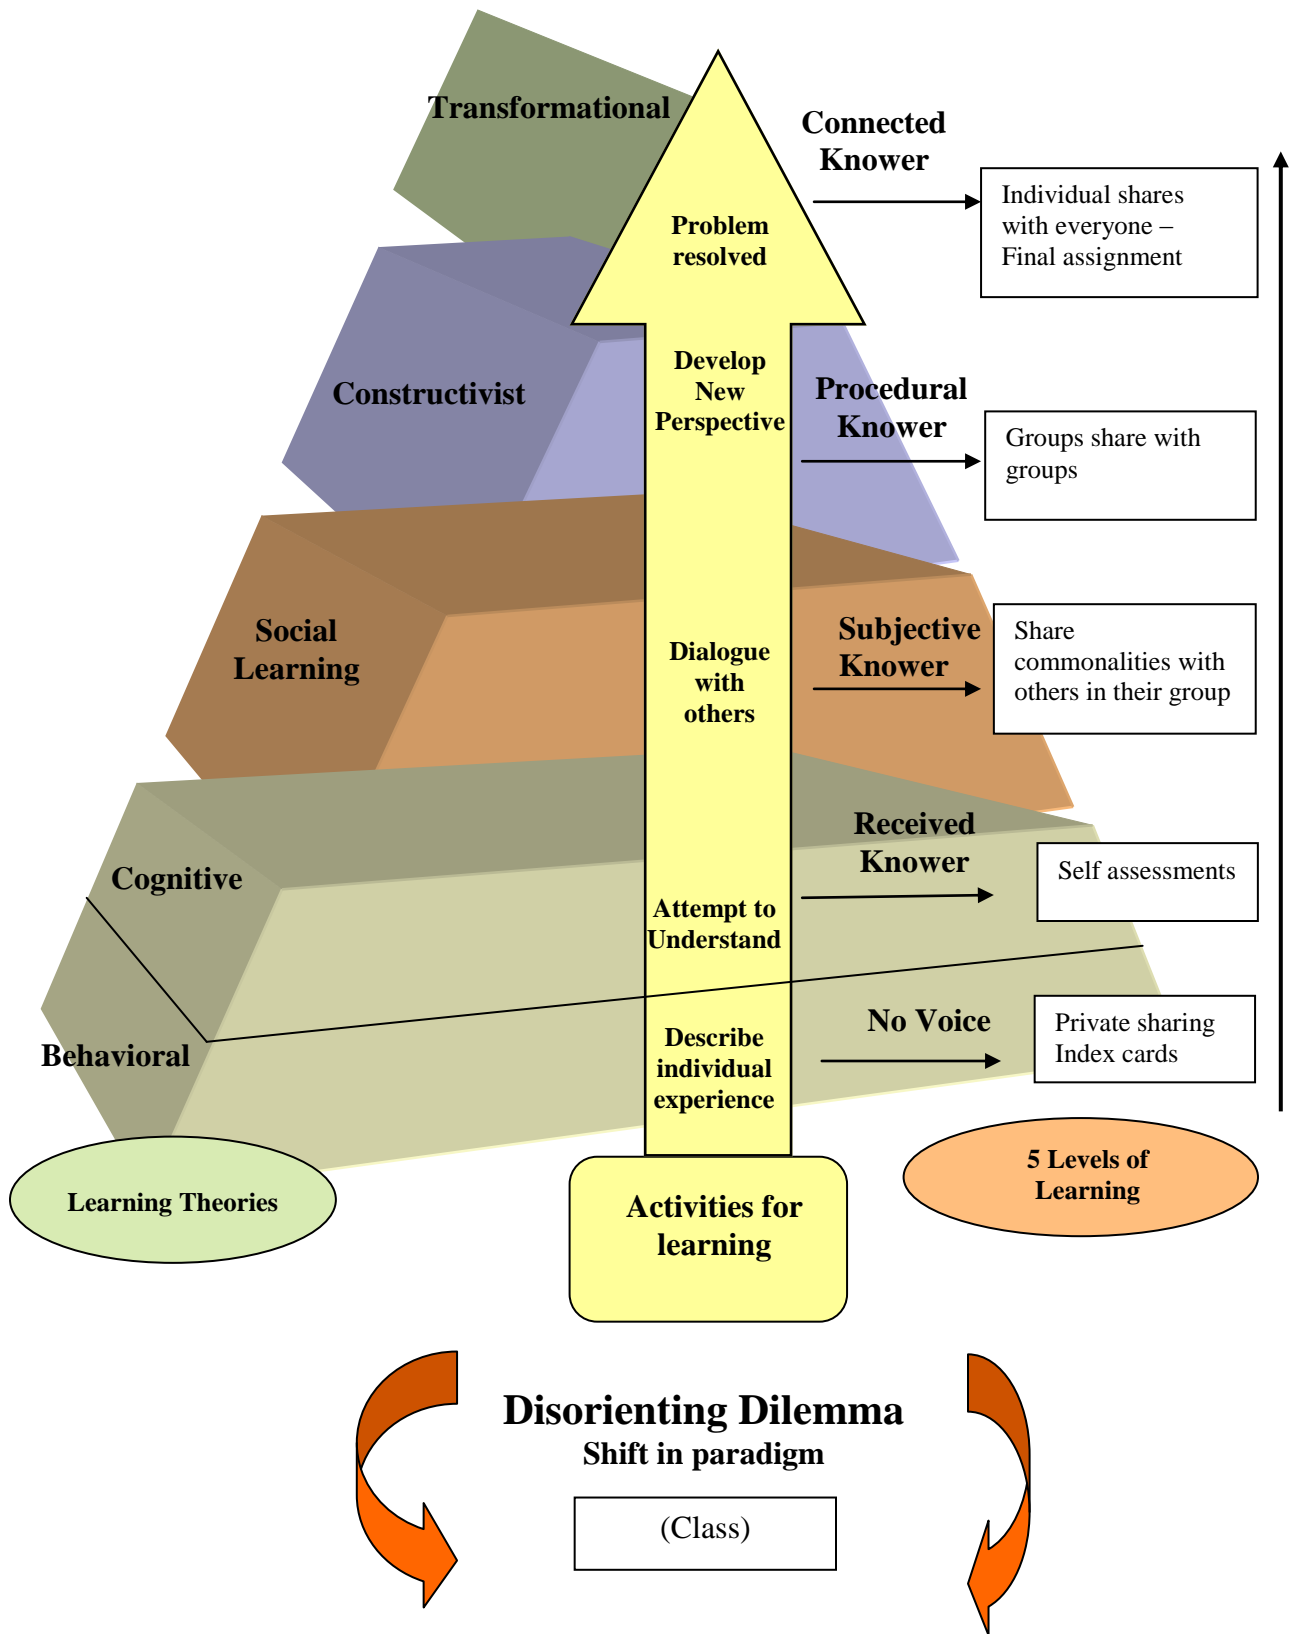 Transformational
Connected
Knower
Individual shares
with everyone –
Final assignment
Problem
resolved
Constructivist
Develop
New
Perspective
Procedural
Knower
Groups share with
groups
Social
Learning
Dialogue
with
others
Subjective
Knower
Share
commonalities with
others in their group
Cognitive
Attempt to
Understand
Received
Knower
Self assessments
Behavioral
Describe
individual
experience
No Voice
Private sharing
Index cards
Learning Theories
Activities for
learning
5 Levels of
Learning
Disorienting Dilemma
Shift in paradigm
(Class)